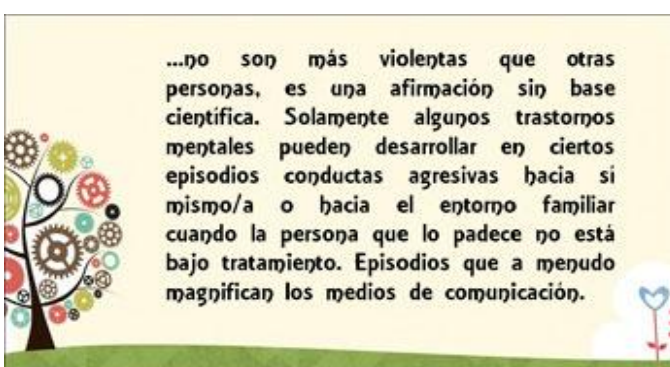 ...no son más violentas que otras
personas, es una afirmación sin base
científica. Solamente algunos trastornos
mentales pueden desarrollar en ciertos
episodios conductas agresivas hacia sí
mismo/a o hacia el entorno familiar
cuando la persona que lo padece no está
bajo tratamiento. Episodios que a menudo
magnifican los medios de comunicación.